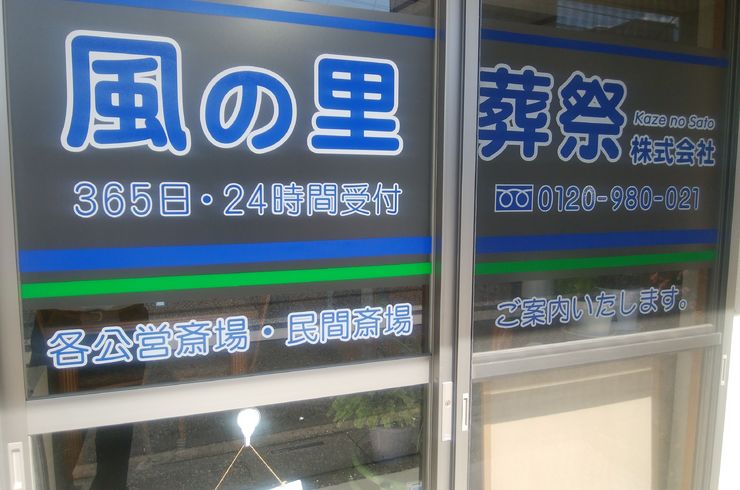 風の里 葬祭 Kaze no Sato 株式会社
365日・24時間受付 0120-980-021
各公営斎場・民間斎場 ご案内いたします。